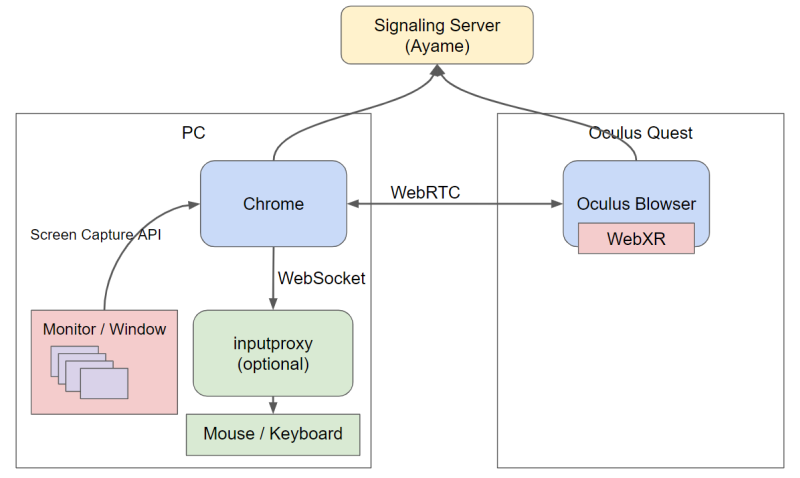 Signaling Server
(Ayame)
PC
Oculus Quest
Chrome
WebRTC
Oculus Blowser
WebXR
Screen Capture API
WebSocket
Monitor / Window
inputproxy
(optional)
Mouse / Keyboard